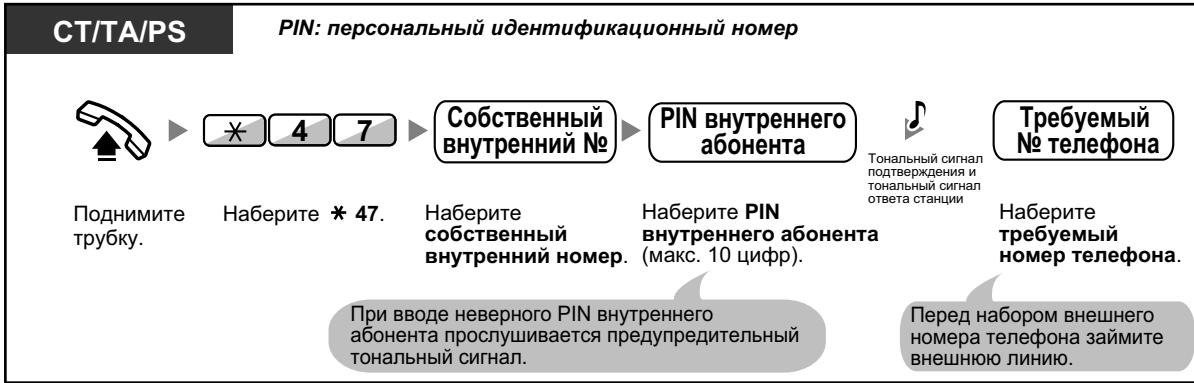 CT/TA/PS
PIN: персональный идентификационный номер
* 4 7
Собственный
внутренний №
PIN внутреннего
абонента
Тональный сигнал
подтверждения и
тональный сигнал
ответа станции
Требуемый
№ телефона
Поднимите
трубку.
Наберите * 47.
Наберите
собственный
внутренний номер.
Наберите PIN
внутреннего абонента
(макс. 10 цифр).
Наберите
требуемый
номер телефона.
При вводе неверного PIN внутреннего
абонента прослушивается предупредительный
тональный сигнал.
Перед набором внешнего
номера телефона займите
внешнюю линию.